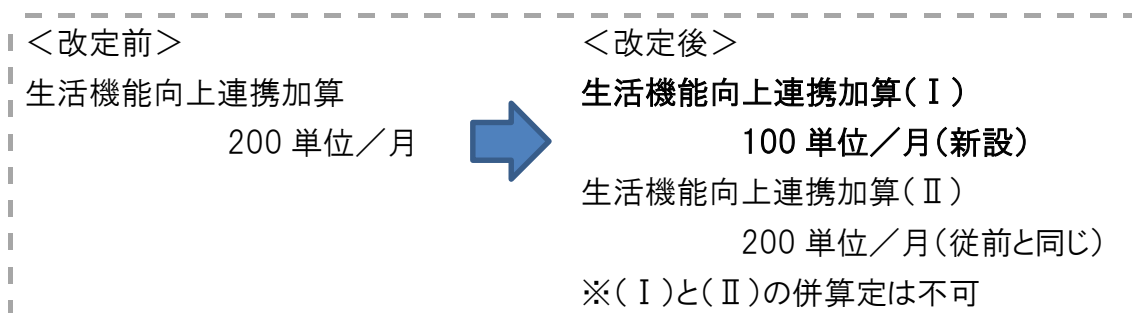 ＜改定前＞
生活機能向上連携加算
200 単位／月
＜改定後＞
生活機能向上連携加算(Ⅰ)
100 単位／月(新設)
生活機能向上連携加算(Ⅱ)
200 単位／月(従前と同じ)
※(Ⅰ)と(Ⅱ)の併算定は不可